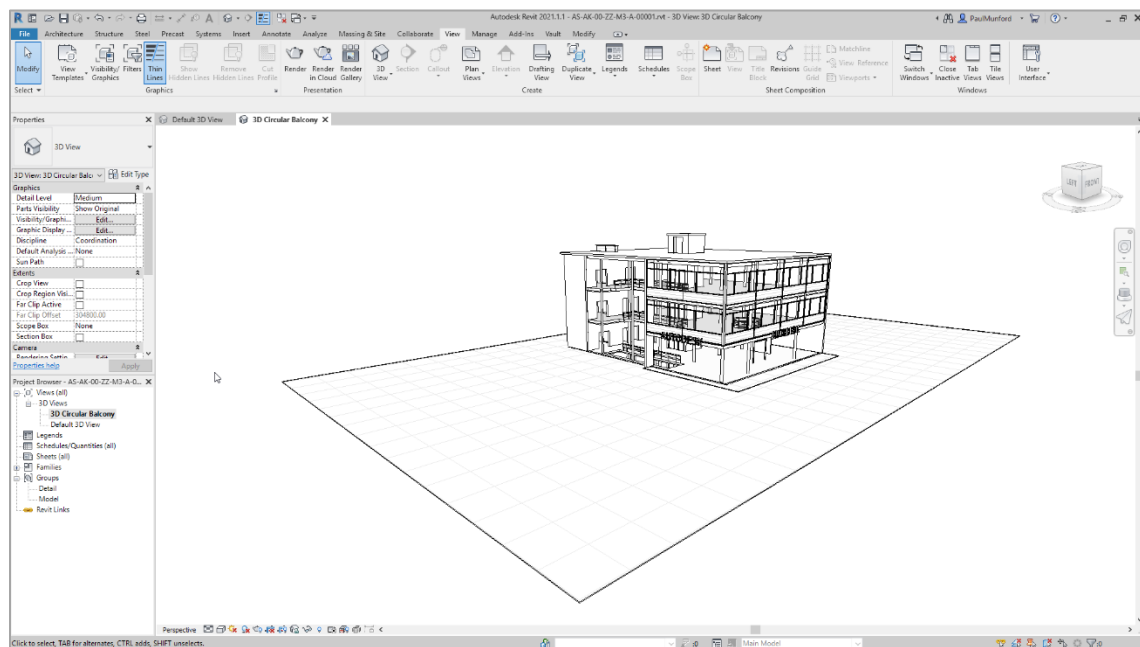 Autodesk Revit 2021.1.1 - AS-AK-00-ZZ-M3-A-00001.rvt - 3D View: 3D Circular Balcony
PaulMunford
File Architecture Structure Steel Precast Systems Insert Annotate Analyze Massing & Site Collaborate View Manage Add-Ins Vault Modify
Modify View Templates Visibility/ Graphics Filters Thin Lines Show Hidden Lines Remove Hidden Lines Cut Profile Render Render in Cloud Render Gallery 3D View Section Callout Plan Views Elevation Drafting View Duplicate View Legends Schedules Scope Box Sheet View Title Block Revisions Guide Grid Matchline View Reference Viewports Switch Windows Close Inactive Tab Views Tile Views User Interface
Select Graphics Presentation Create Sheet Composition Windows
Properties X
Default 3D View
3D Circular Balcony X
3D View
3D View: 3D Circular Balc
Edit Type
Graphics
Detail Level Medium
Parts Visibility Show Original
Visibility/Graphi... Edit...
Graphic Display ... Edit...
Discipline Coordination
Default Analysis ... None
Sun Path
Extents
Crop View
Crop Region Visi...
Far Clip Active
Far Clip Offset 304800.00
Scope Box None
Section Box
Camera
Properties help Apply
Project Browser - AS-AK-00-ZZ-M3-A-0... X
Views (all)
3D Views
3D Circular Balcony
Default 3D View
Legends
Schedules/Quantities (all)
Sheets (all)
Families
Groups
Detail
Model
Revit Links
LEFT FRONT
AUTODESK
Perspective
Click to select, TAB for alternates, CTRL adds, SHIFT unselects.
Main Model